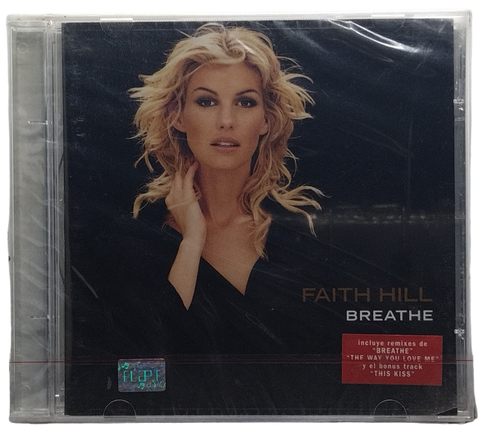 FAITH HILL
BREATHE
incluye remixes de
"BREATHE"
"THE WAY YOU LOVE ME"
y el bonus track
"THIS KISS"